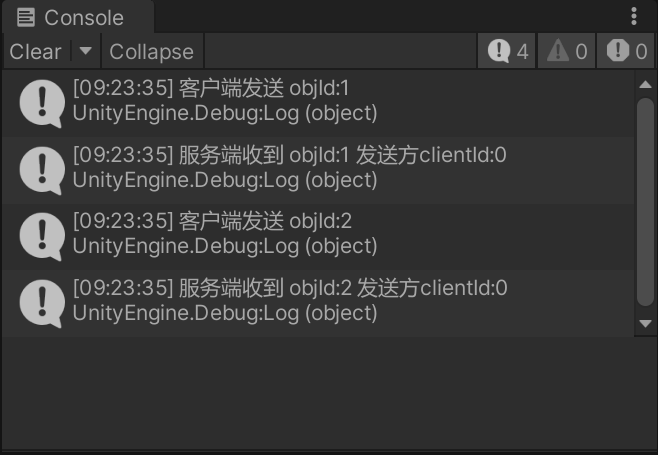 Console
Clear Collapse 4 0 0
[09:23:35] 客户端发送 objId:1
UnityEngine.Debug:Log (object)
[09:23:35] 服务端收到 objId:1 发送方clientId:0
UnityEngine.Debug:Log (object)
[09:23:35] 客户端发送 objId:2
UnityEngine.Debug:Log (object)
[09:23:35] 服务端收到 objId:2 发送方clientId:0
UnityEngine.Debug:Log (object)